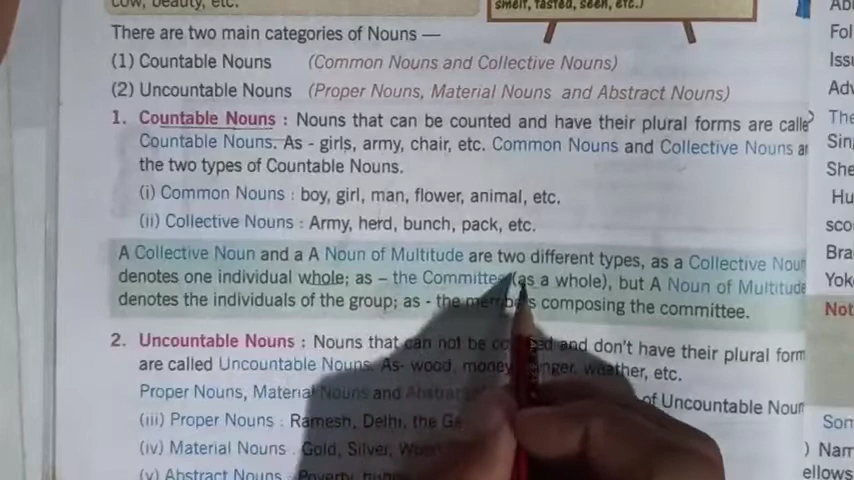 cow, beauty, etc.
smelt, tasted, seen, etc.)
There are two main categories of Nouns —
(1) Countable Nouns (Common Nouns and Collective Nouns)
(2) Uncountable Nouns (Proper Nouns, Material Nouns and Abstract Nouns)
1. Countable Nouns : Nouns that can be counted and have their plural forms are calle
Countable Nouns. As - girls, army, chair, etc. Common Nouns and Collective Nouns a
the two types of Countable Nouns.
(i) Common Nouns : boy, girl, man, flower, animal, etc.
(ii) Collective Nouns : Army, herd, bunch, pack, etc.
A Collective Noun and a A Noun of Multitude are two different types, as a Collective Nou
denotes one individual whole; as – the Committee (as a whole), but A Noun of Multitude
denotes the individuals of the group; as - the members composing the committee.
2. Uncountable Nouns : Nouns that can not be and don't have their plural form
are called Uncountable Nouns. As- wood, money, weather, etc.
Proper Nouns, Material Nouns and of Uncountable Noun
(iii) Proper Nouns : Ramesh, Delhi, the
(iv) Material Nouns : Gold, Silver,
(v) Abstract Nouns : Poverty,
Fol
Issu
Adv
The
Sin
She
Hu
sco
Bra
Yok
Not
Son
) Nam
ellows